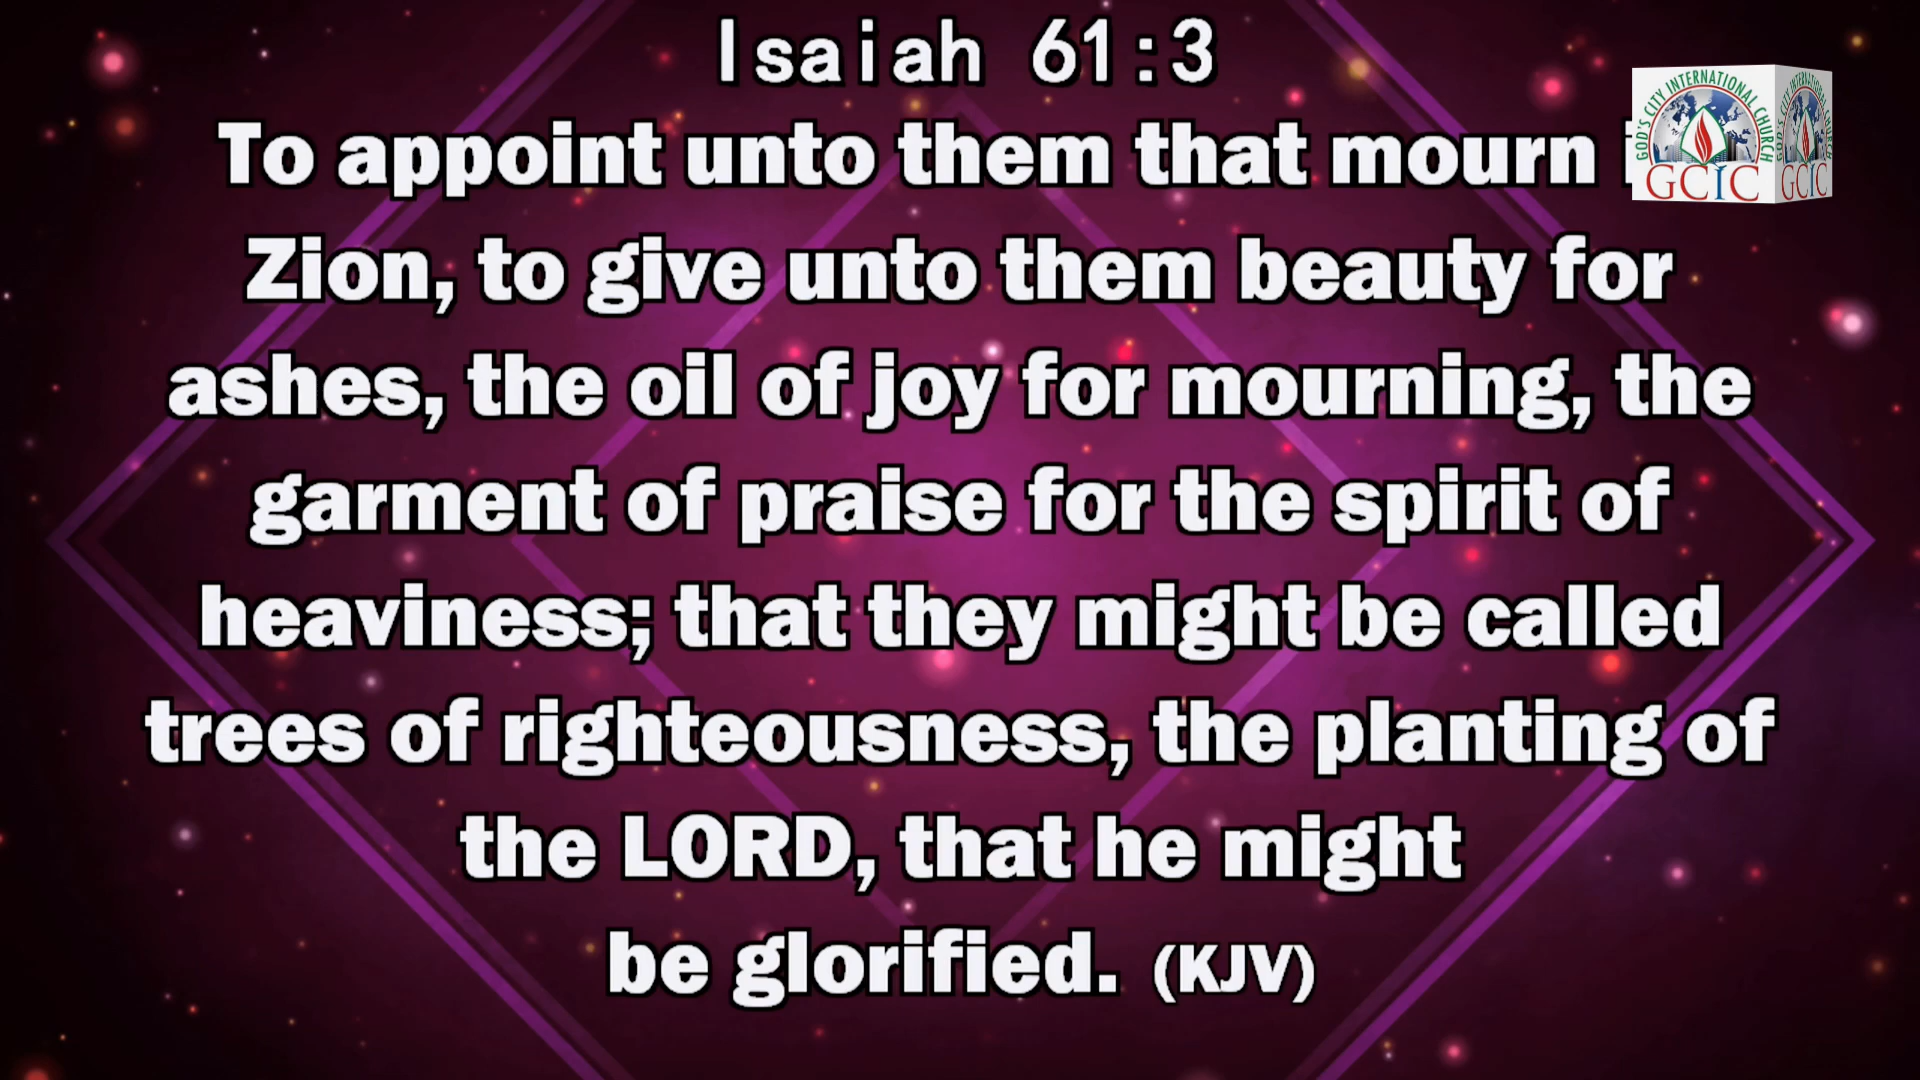 Isaiah 61:3
To appoint unto them that mourn
Zion, to give unto them beauty for
ashes, the oil of joy for mourning, the
garment of praise for the spirit of
heaviness; that they might be called
trees of righteousness, the planting of
the LORD, that he might
be glorified. (KJV)
GOD'S CITY INTERNATIONAL CHURCH
GCIC
GCIC